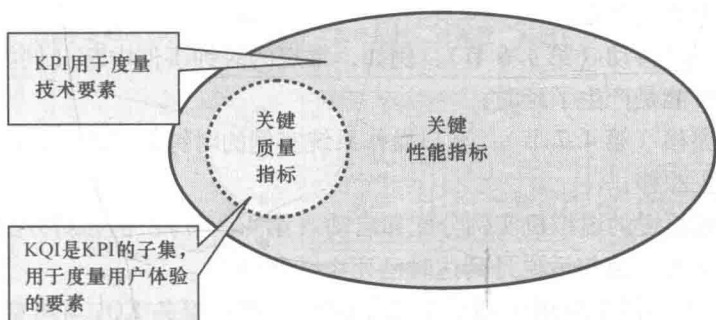 KPI用于度量
技术要素
关键
质量
指标
关键
性能指标
KQI是KPI的子集,
用于度量用户体验
的要素